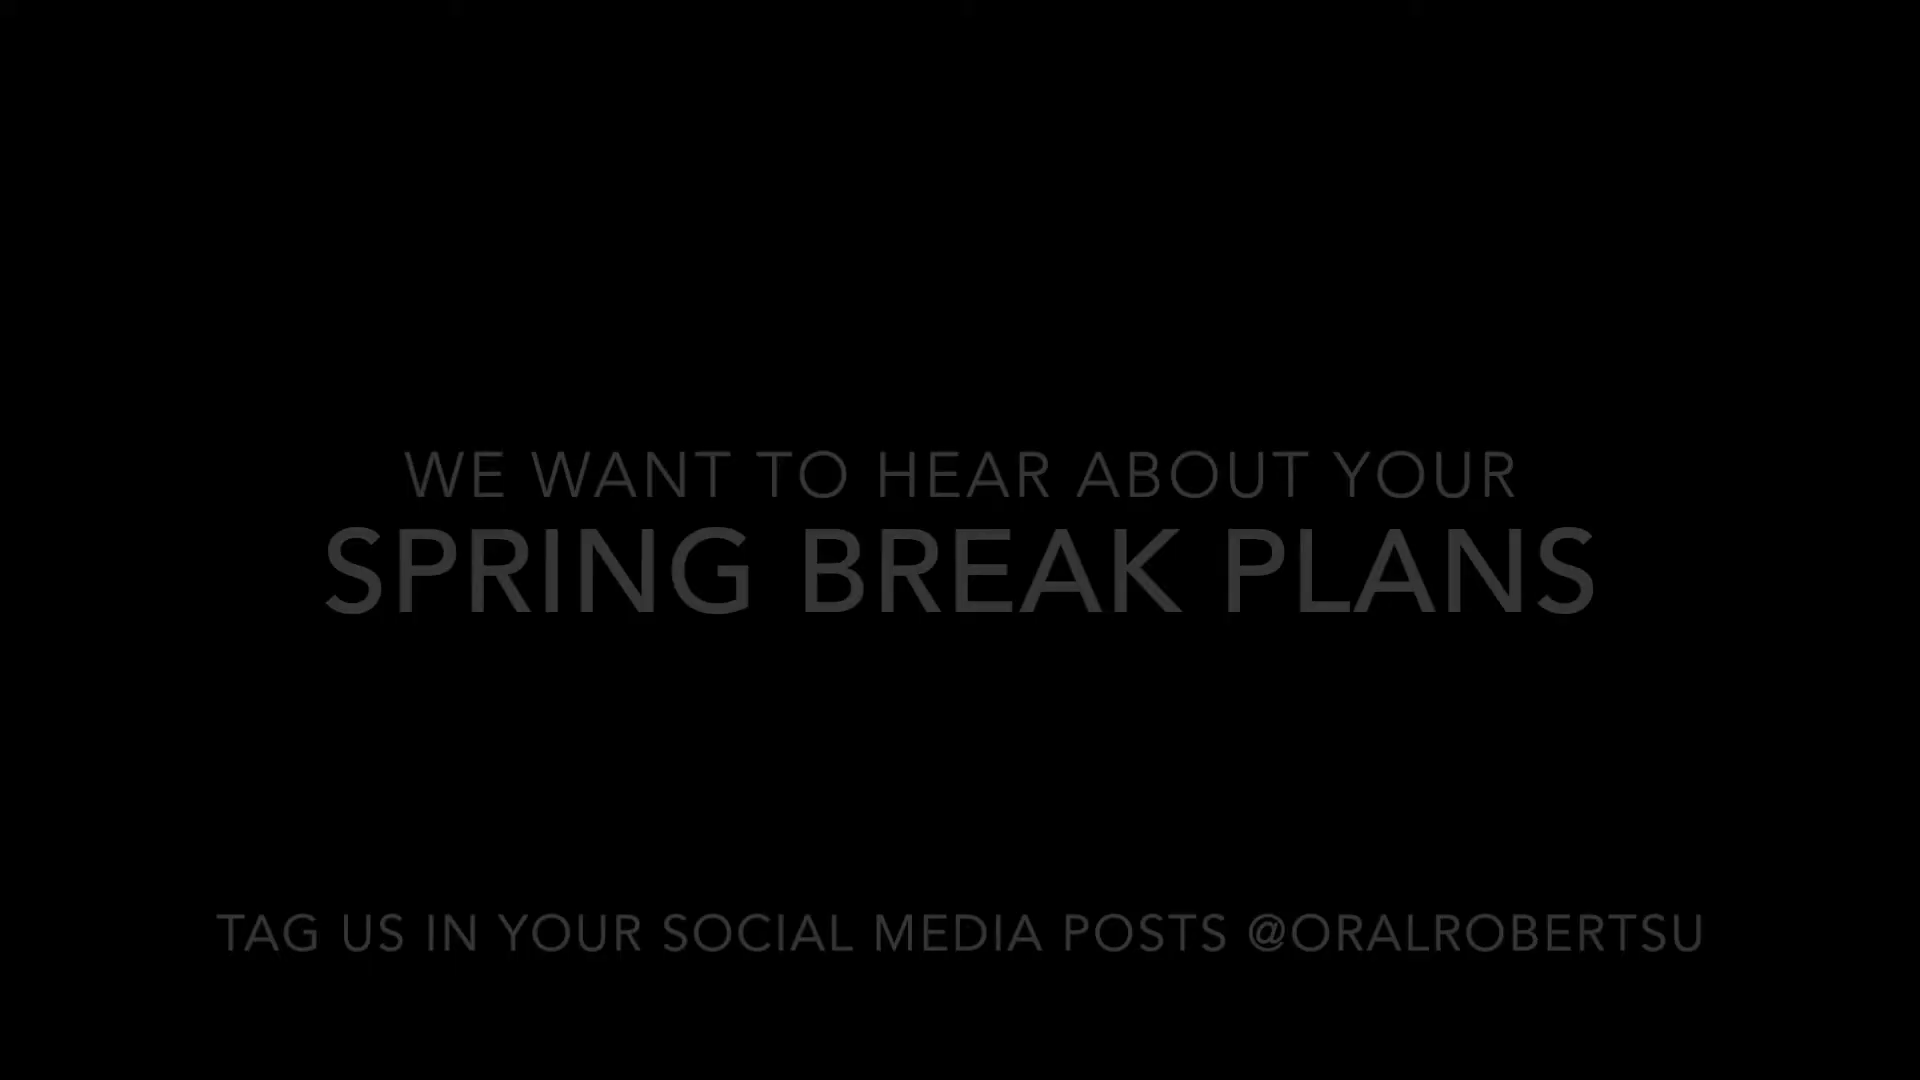 WE WANT TO HEAR ABOUT YOUR
SPRING BREAK PLANS
TAG US IN YOUR SOCIAL MEDIA POSTS @ORALROBERTSU